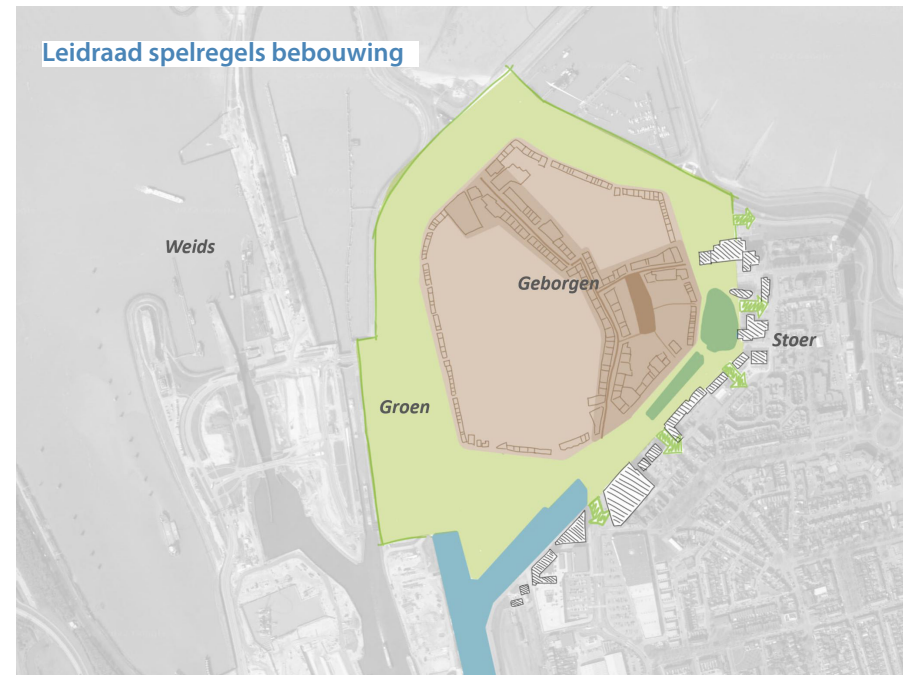 Leidraad spelregels bebouwing
Weids
Geborgen
Stoer
Groen